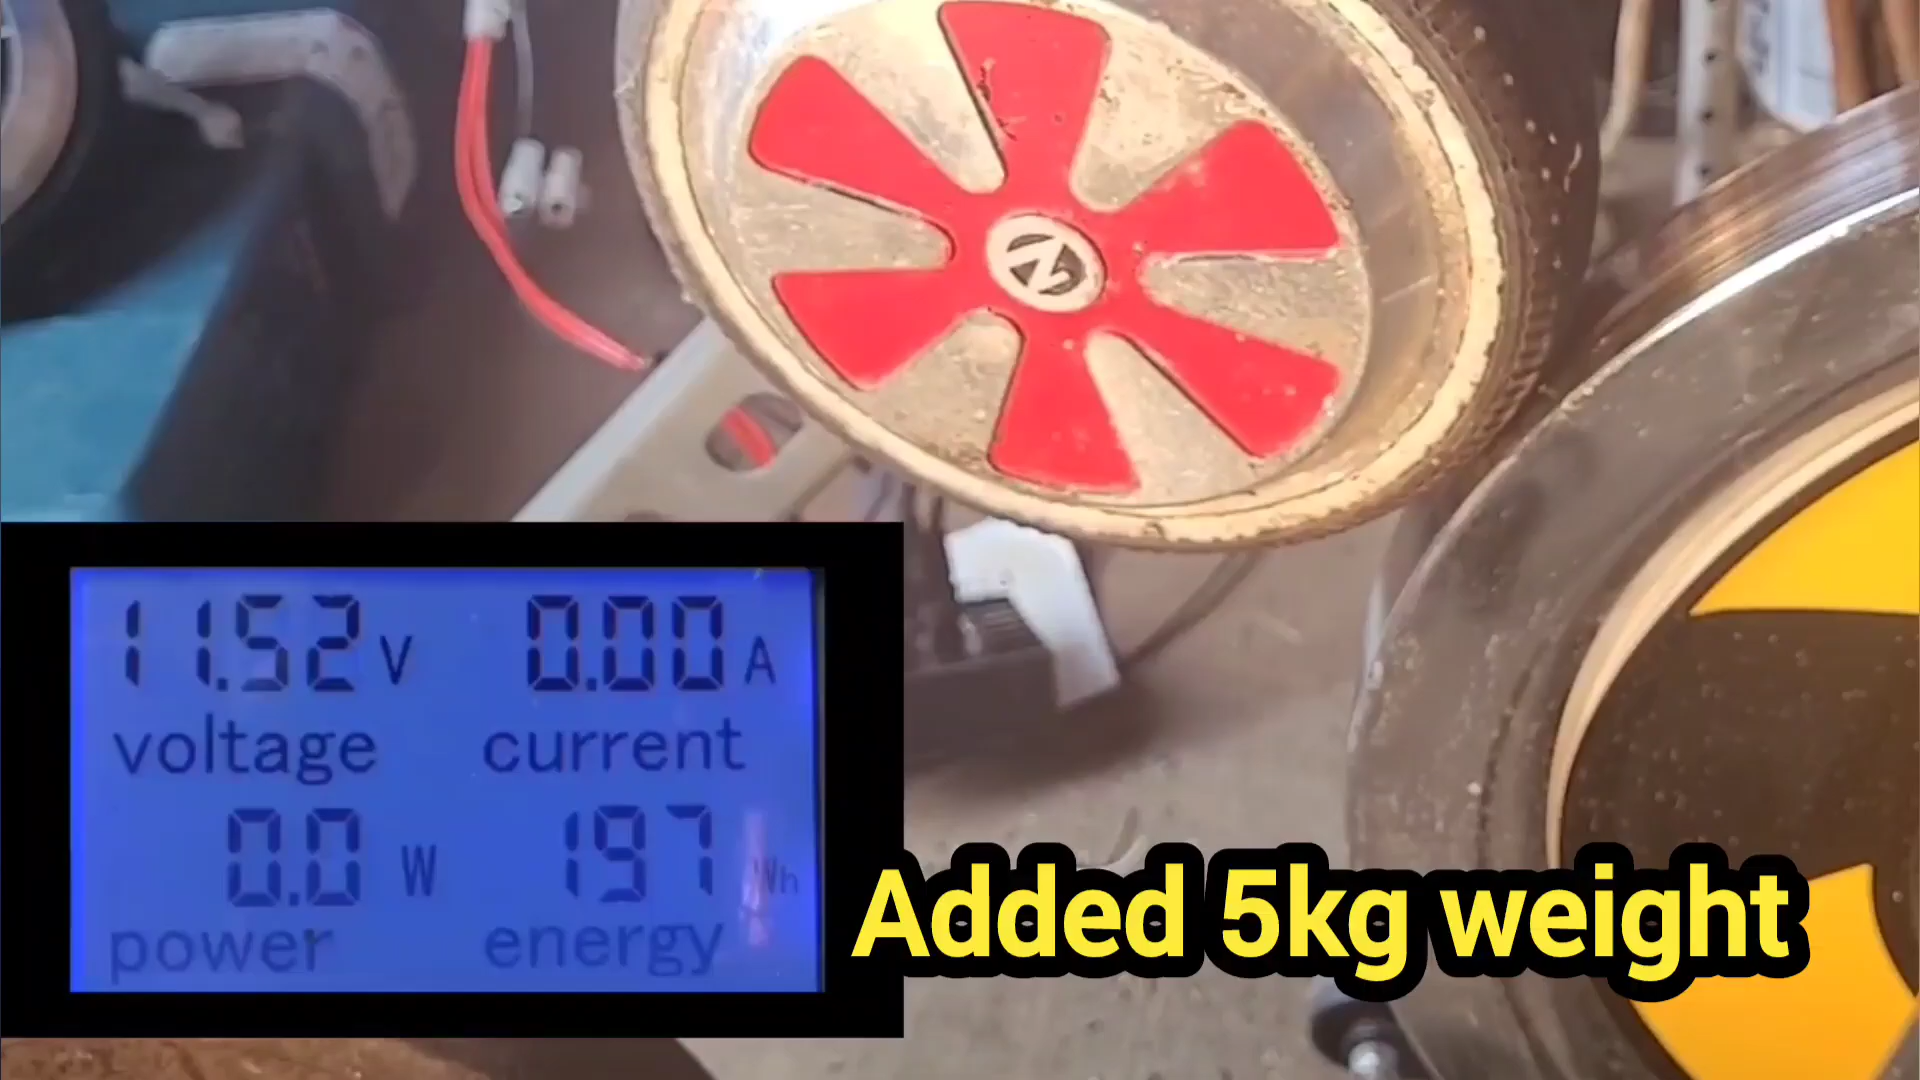 11.52 V 0.00 A
voltage current
0.0 W 197 Wh
power energy
Added 5kg weight
N